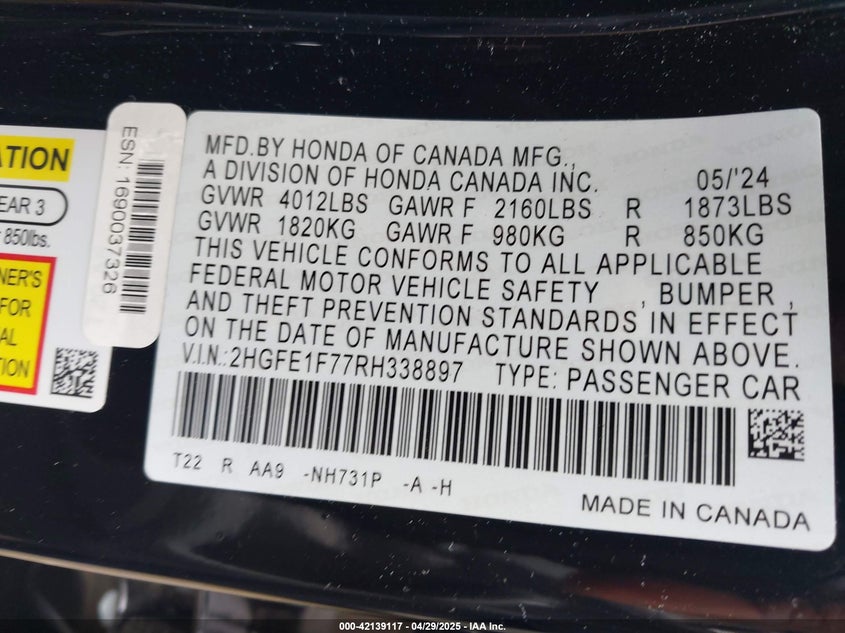 ATION
EAR 3
850lbs.
NER'S
FOR
AL
TION
ESN: 1690037326
MFD.BY HONDA OF CANADA MFG.,
A DIVISION OF HONDA CANADA INC. 05/'24
GVWR 4012LBS GAWR F 2160LBS R 1873LBS
GVWR 1820KG GAWR F 980KG R 850KG
THIS VEHICLE CONFORMS TO ALL APPLICABLE
FEDERAL MOTOR VEHICLE SAFETY , BUMPER ,
AND THEFT PREVENTION STANDARDS IN EFFECT
ON THE DATE OF MANUFACTURE SHOWN ABOVE.
V.I.N.:2HGFE1F77RH338897 TYPE: PASSENGER CAR
T22 R AA9 -NH731P -A -H
MADE IN CANADA
000-42139117 - 04/29/2025 - IAA Inc.